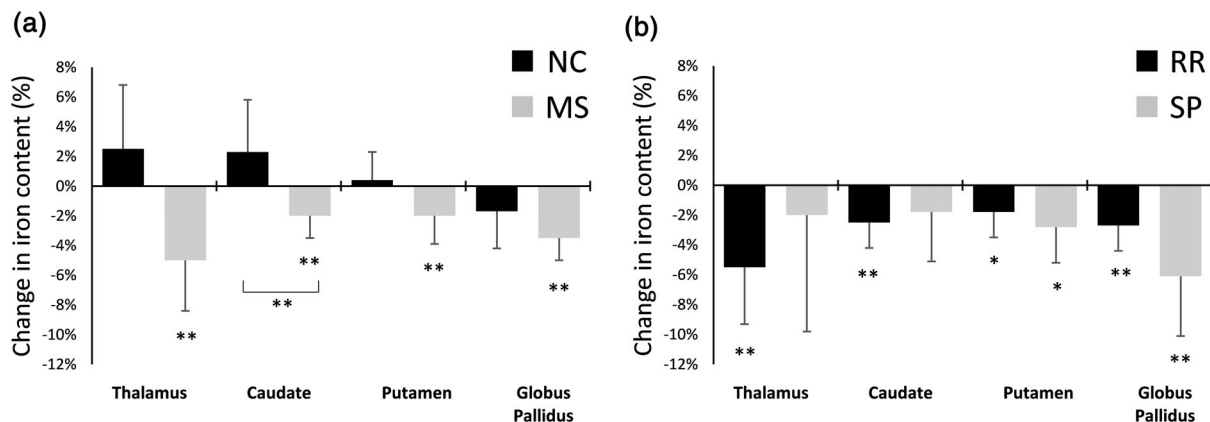 (a)
NC
MS
Change in iron content (%)
8%
6%
4%
2%
0%
-2%
-4%
-6%
-8%
-10%
-12%
**
**
**
**
**
Thalamus
Caudate
Putamen
Globus
Pallidus
(b)
RR
SP
Change in iron content (%)
8%
6%
4%
2%
0%
-2%
-4%
-6%
-8%
-10%
-12%
**
**
*
*
**
**
Thalamus
Caudate
Putamen
Globus
Pallidus